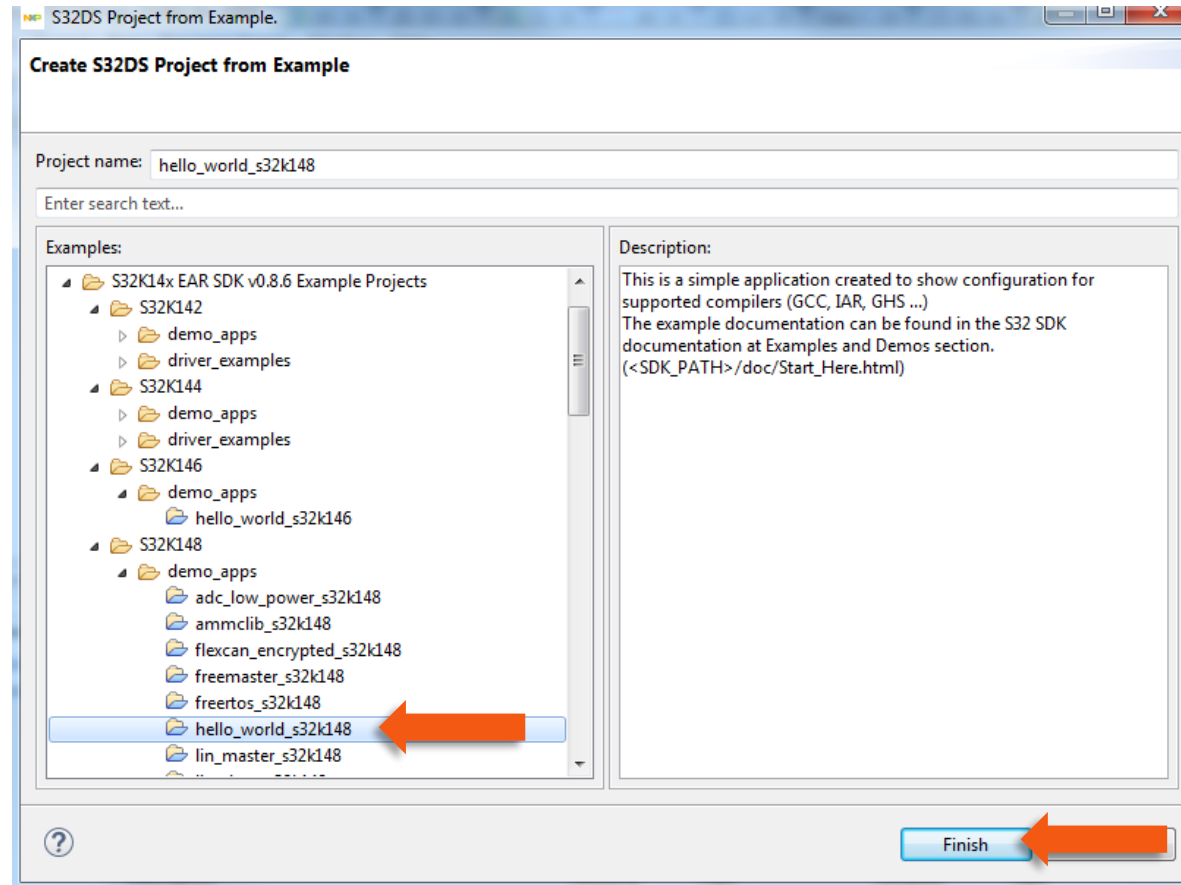 NXP S32DS Project from Example.
Create S32DS Project from Example
Project name: hello_world_s32k148
Enter search text...
Examples:
S32K14x EAR SDK v0.8.6 Example Projects
S32K142
demo_apps
driver_examples
S32K144
demo_apps
driver_examples
S32K146
demo_apps
hello_world_s32k146
S32K148
demo_apps
adc_low_power_s32k148
ammclib_s32k148
flexcan_encrypted_s32k148
freemaster_s32k148
freertos_s32k148
hello_world_s32k148
lin_master_s32k148
Description:
This is a simple application created to show configuration for
supported compilers (GCC, IAR, GHS ...)
The example documentation can be found in the S32 SDK
documentation at Examples and Demos section.
(<SDK_PATH>/doc/Start_Here.html)
?
Finish